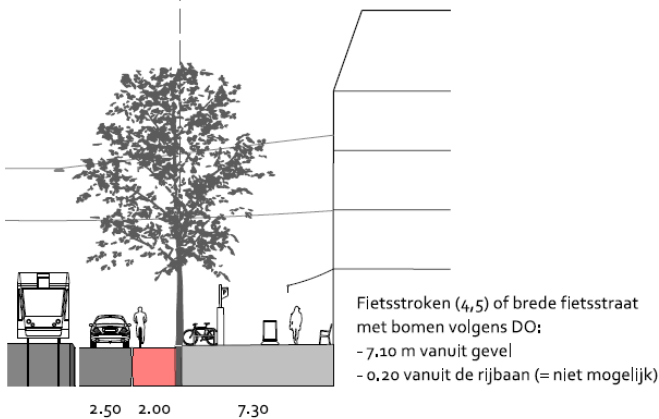 Fietsstroken (4,5) of brede fietsstraat
met bomen volgens DO:
- 7,10 m vanuit gevel
- 0,20 vanuit de rijbaan (= niet mogelijk)
2.50 2.00 7.30